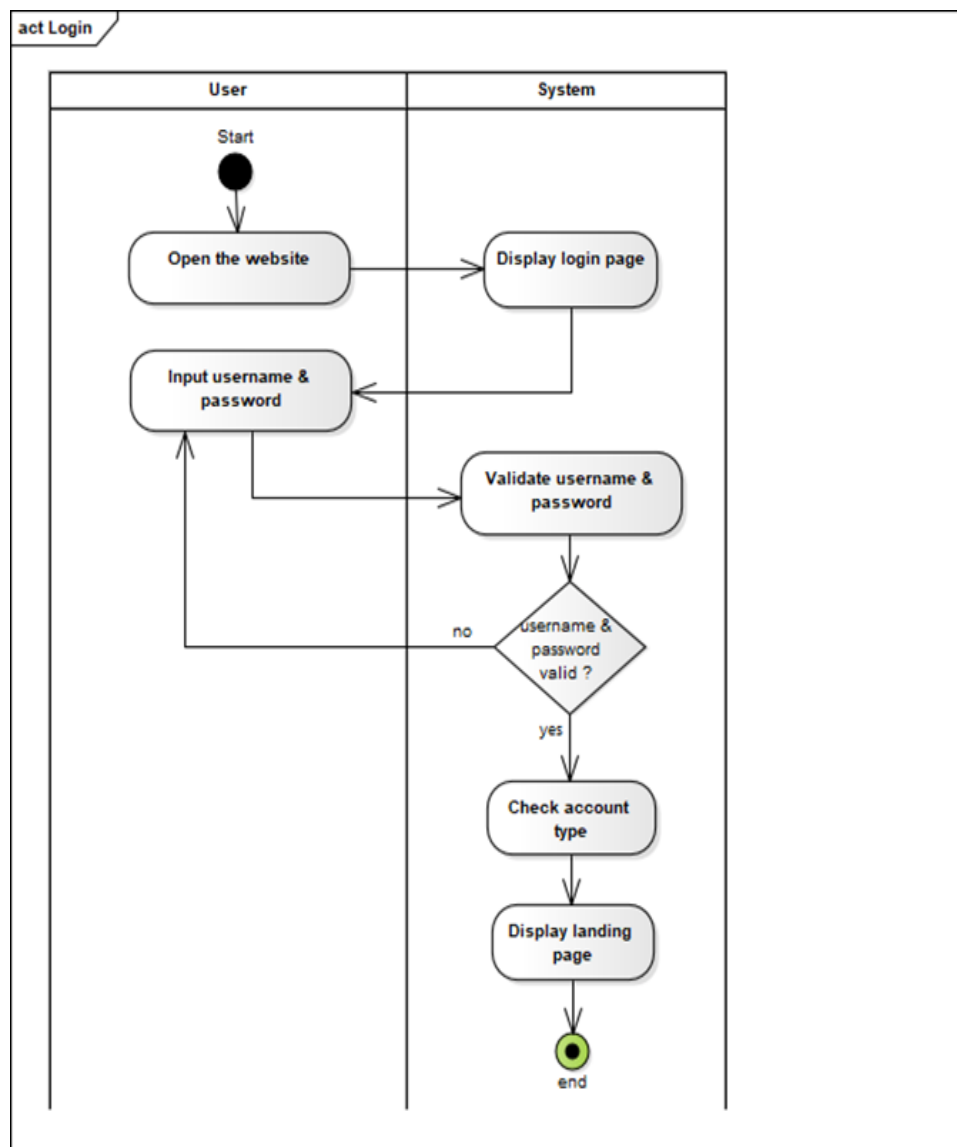 act Login
User
System
Start
Open the website
Display login page
Input username &
password
Validate username &
password
username &
password
valid ?
no
yes
Check account
type
Display landing
page
end